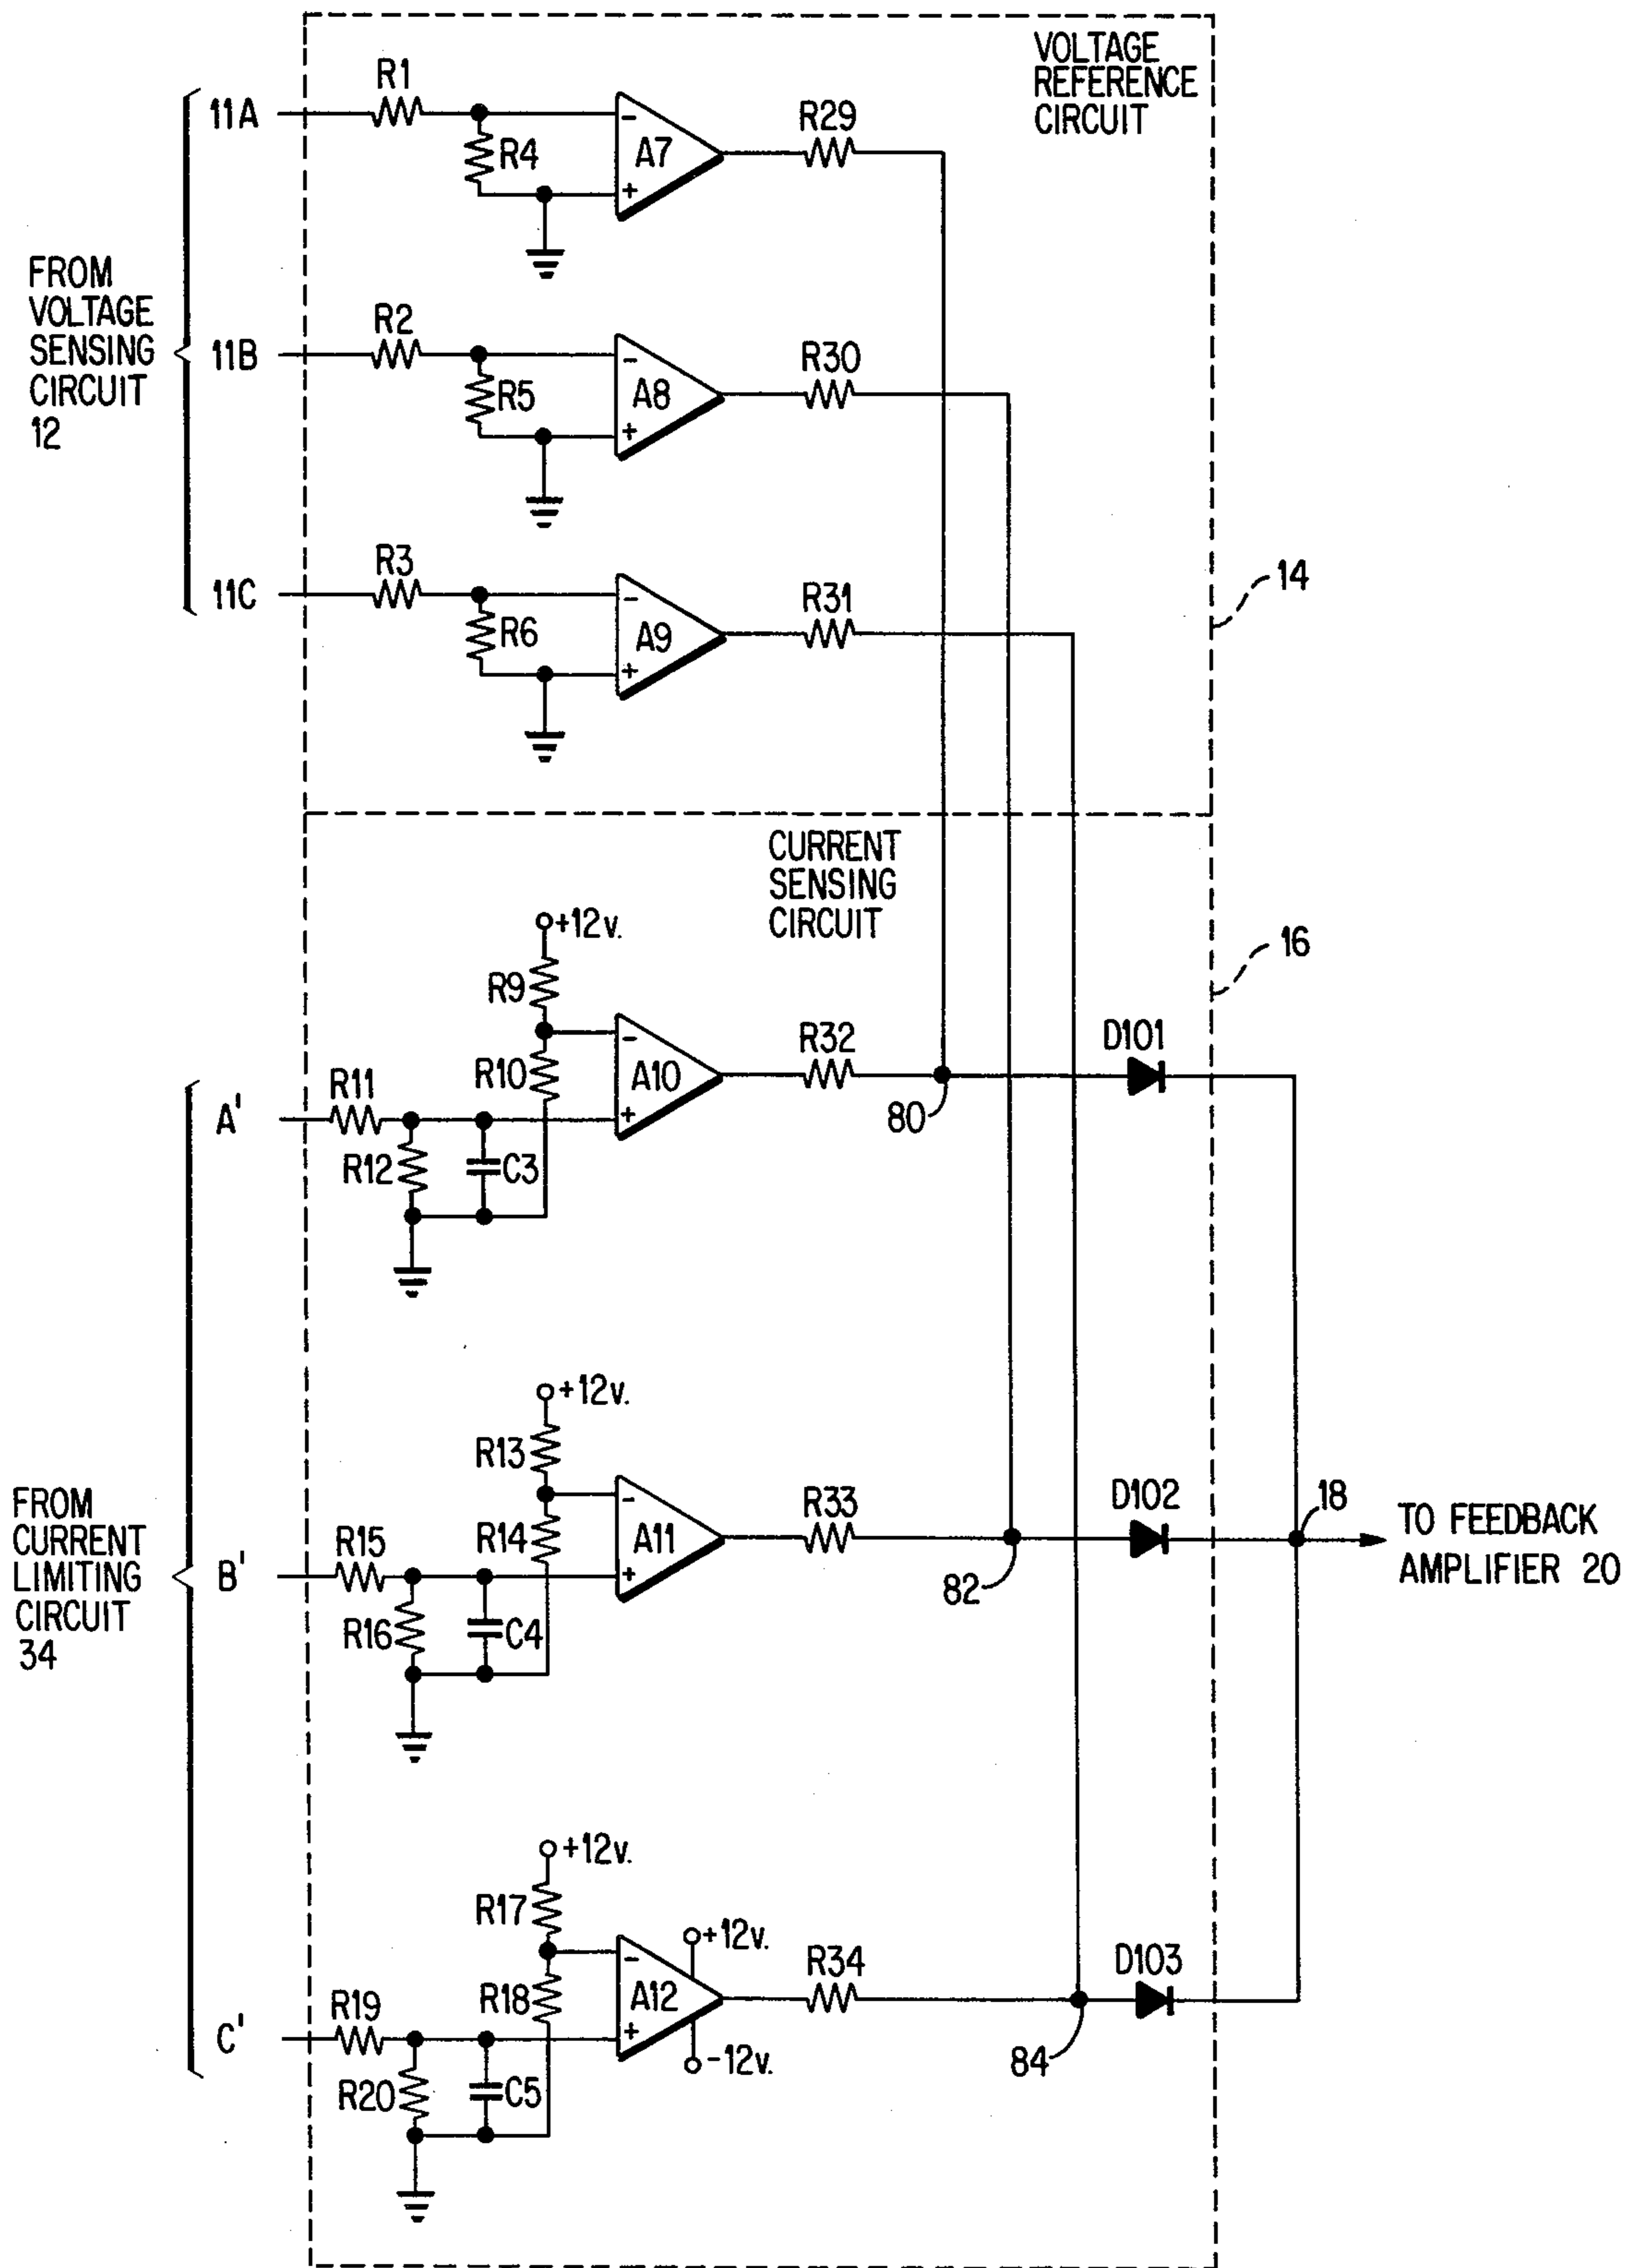 VOLTAGE
REFERENCE
CIRCUIT
FROM
VOLTAGE
SENSING
CIRCUIT
12
11A
R1
R4
-
+
A7
R29
11B
R2
R5
-
+
A8
R30
11C
R3
R6
-
+
A9
R31
14
CURRENT
SENSING
CIRCUIT
16
FROM
CURRENT
LIMITING
CIRCUIT
34
+12v.
R9
R10
A'
R11
R12
C3
-
+
A10
R32
80
D101
+12v.
R13
R14
B'
R15
R16
C4
-
+
A11
R33
82
D102
18
TO FEEDBACK
AMPLIFIER 20
+12v.
R17
R18
C'
R19
R20
C5
-
+
A12
+12v.
-12v.
R34
84
D103